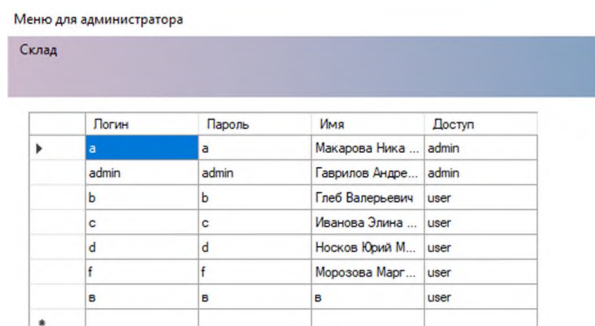 Меню для администратора
Склад
Логин Пароль Имя Доступ
a a Макарова Ника ... admin
admin admin Гаврилов Андре... admin
b b Глеб Валерьевич user
c c Иванова Элина ... user
d d Носков Юрий М... user
f f Морозова Марг... user
в в в user